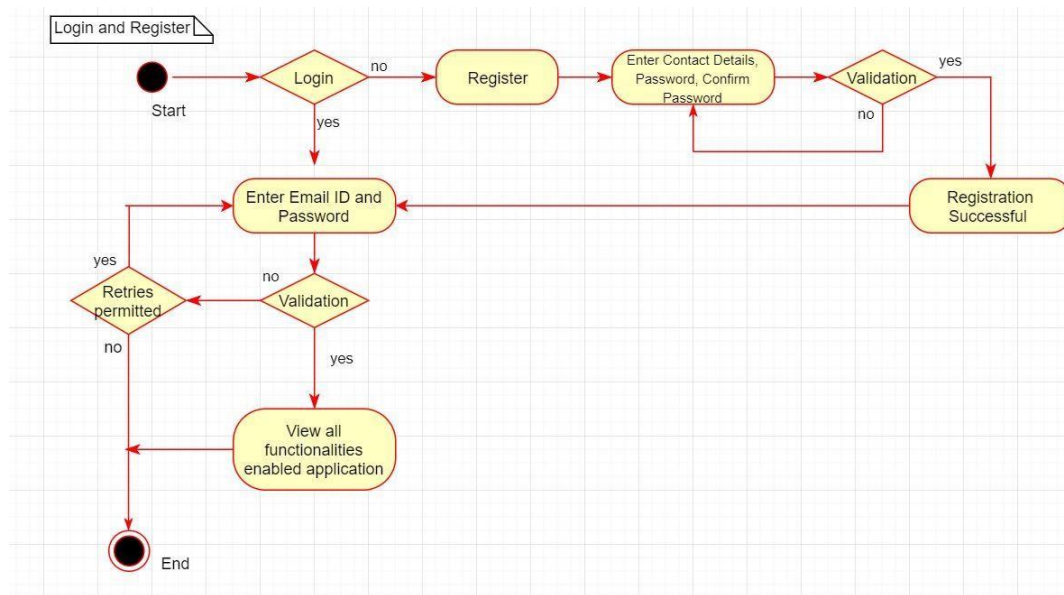 Login and Register
Start
Login
no
Register
Enter Contact Details,
Password, Confirm
Password
Validation
yes
no
yes
Enter Email ID and
Password
Registration
Successful
yes
no
Retries
permitted
Validation
no
yes
View all
functionalities
enabled application
End